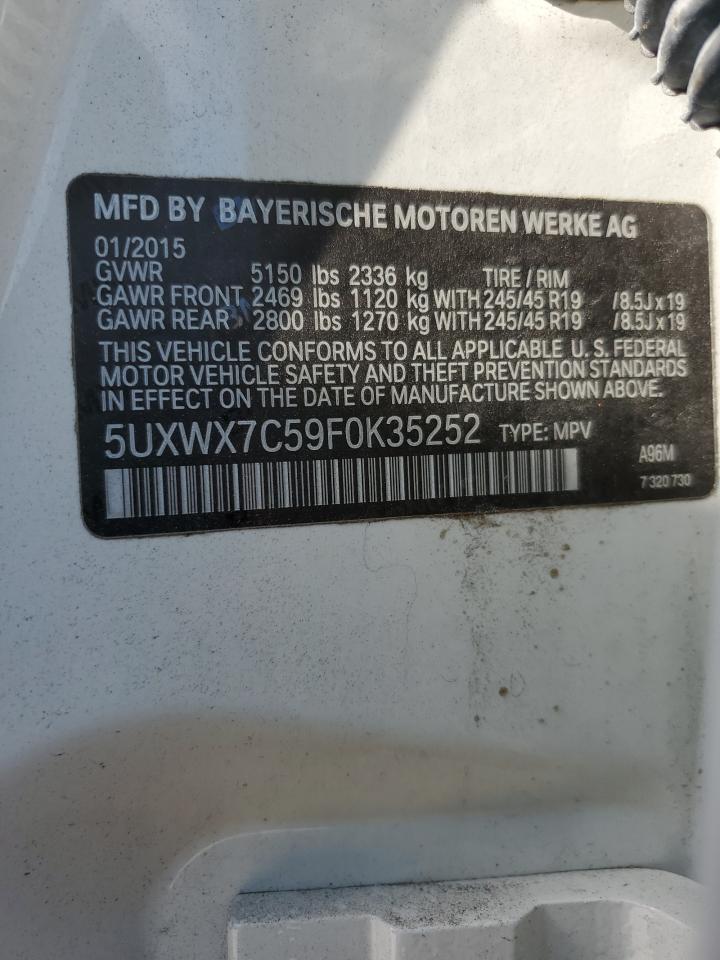 MFD BY BAYERISCHE MOTOREN WERKE AG
01/2015
GVWR 5150 lbs 2336 kg TIRE / RIM
GAWR FRONT 2469 lbs 1120 kg WITH 245/45 R19 /8.5J x 19
GAWR REAR 2800 lbs 1270 kg WITH 245/45 R19 /8.5J x 19
THIS VEHICLE CONFORMS TO ALL APPLICABLE U. S. FEDERAL
MOTOR VEHICLE SAFETY AND THEFT PREVENTION STANDARDS
IN EFFECT ON THE DATE OF MANUFACTURE SHOWN ABOVE.
5UXWX7C59F0K35252 TYPE: MPV
A96M
7 320 730